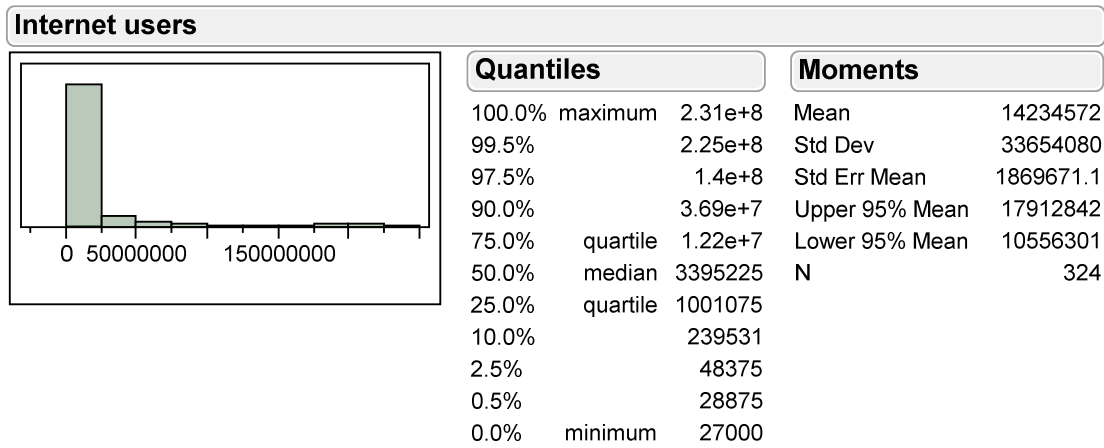 Internet users
0 50000000 150000000
Quantiles
100.0% maximum 2.31e+8
99.5% 2.25e+8
97.5% 1.4e+8
90.0% 3.69e+7
75.0% quartile 1.22e+7
50.0% median 3395225
25.0% quartile 1001075
10.0% 239531
2.5% 48375
0.5% 28875
0.0% minimum 27000
Moments
Mean 14234572
Std Dev 33654080
Std Err Mean 1869671.1
Upper 95% Mean 17912842
Lower 95% Mean 10556301
N 324